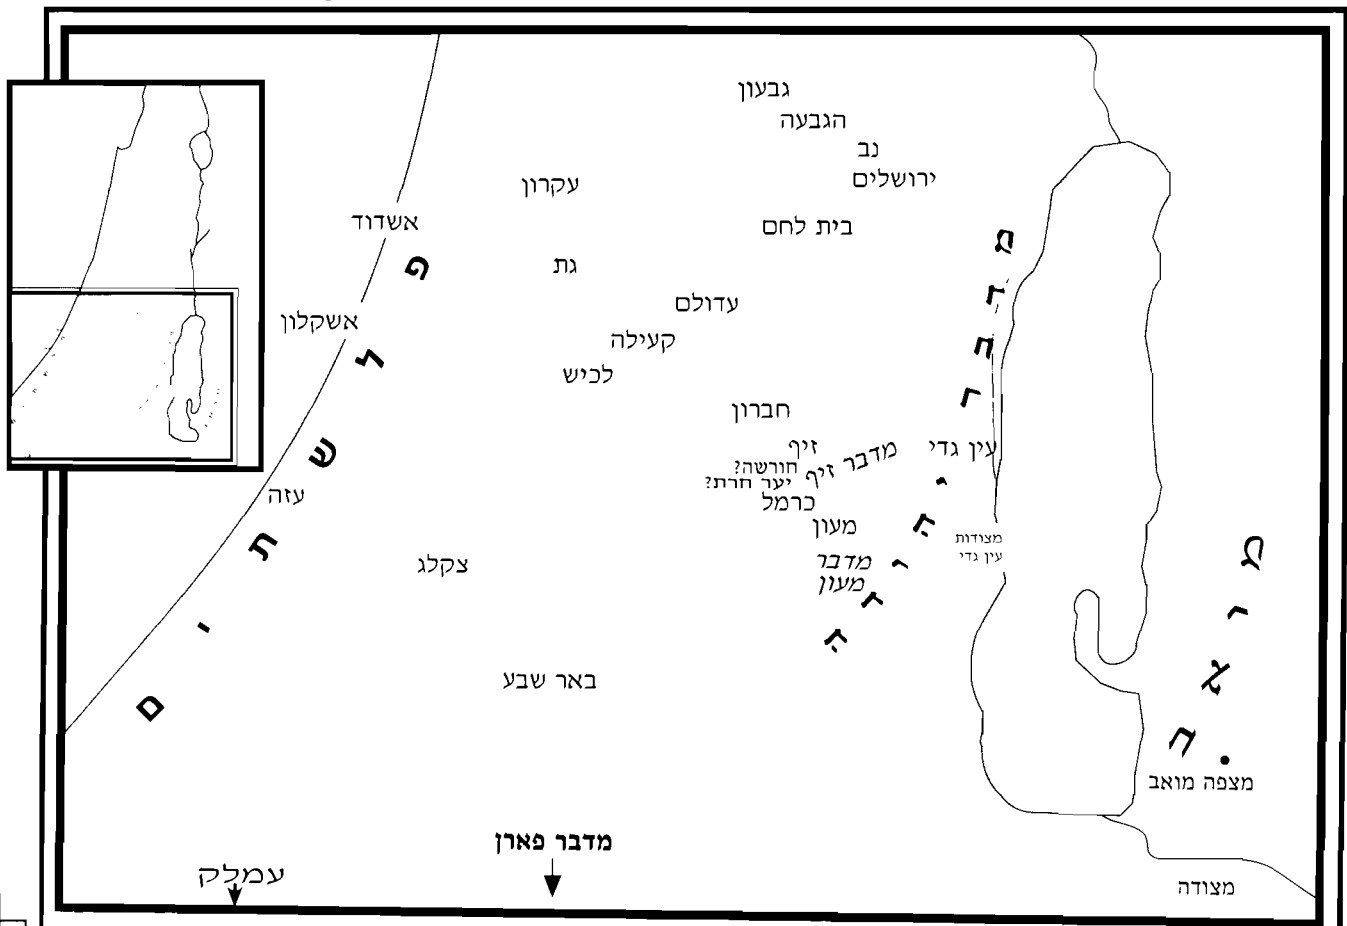 גבעון
הגבעה
נב
ירושלים
עקרון
אשדוד
בית לחם
גת
עדולם
אשקלון
קעילה
לכיש
חברון
זיף
מדבר זיף
עין גדי
חורשה?
יער חרת?
כרמל
עזה
מעון
מצודות
עין גדי
מדבר
מעון
צקלג
באר שבע
פלשתים
מדבר יהודה
מצפה מואב
מדבר פארן
עמלק
מצודה